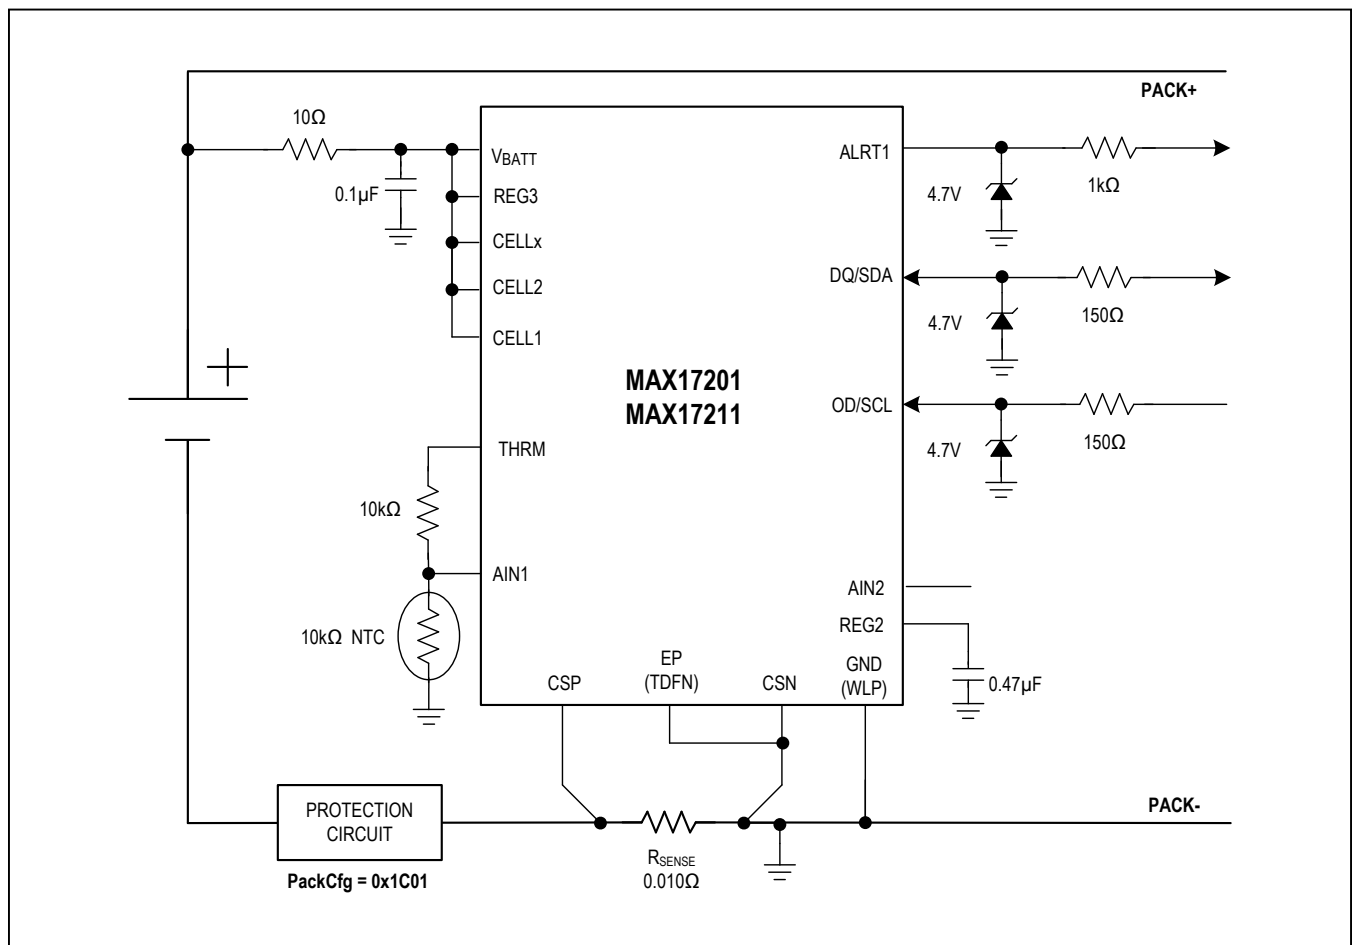 PACK+
10Ω
0.1µF
VBATT
REG3
CELLx
CELL2
CELL1
THRM
10kΩ
AIN1
10kΩ NTC
MAX17201
MAX17211
ALRT1
4.7V
1kΩ
DQ/SDA
4.7V
150Ω
OD/SCL
4.7V
150Ω
AIN2
REG2
0.47µF
CSP
EP
(TDFN)
CSN
GND
(WLP)
PROTECTION
CIRCUIT
PackCfg = 0x1C01
RSENSE
0.010Ω
PACK-